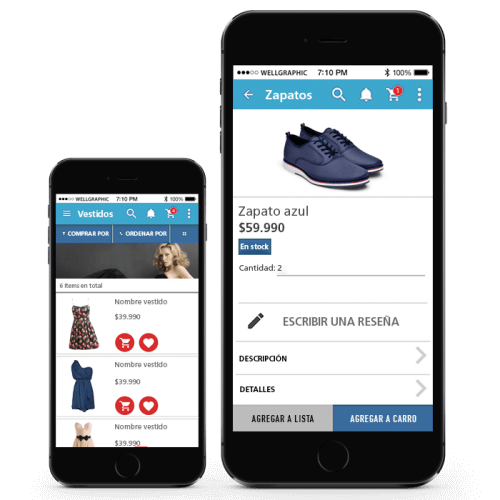 WELLGRAPHIC 7:10 PM 100%
Vestidos
COMPRAR POR ORDENAR POR
6 Items en total
Nombre vestido
$39.990
Nombre vestido
$39.990
Nombre vestido
$39.990
WELLGRAPHIC 7:10 PM 100%
Zapatos 1
Zapato azul
$59.990
En stock
Cantidad: 2
ESCRIBIR UNA RESEÑA
DESCRIPCIÓN
DETALLES
AGREGAR A LISTA AGREGAR A CARRO